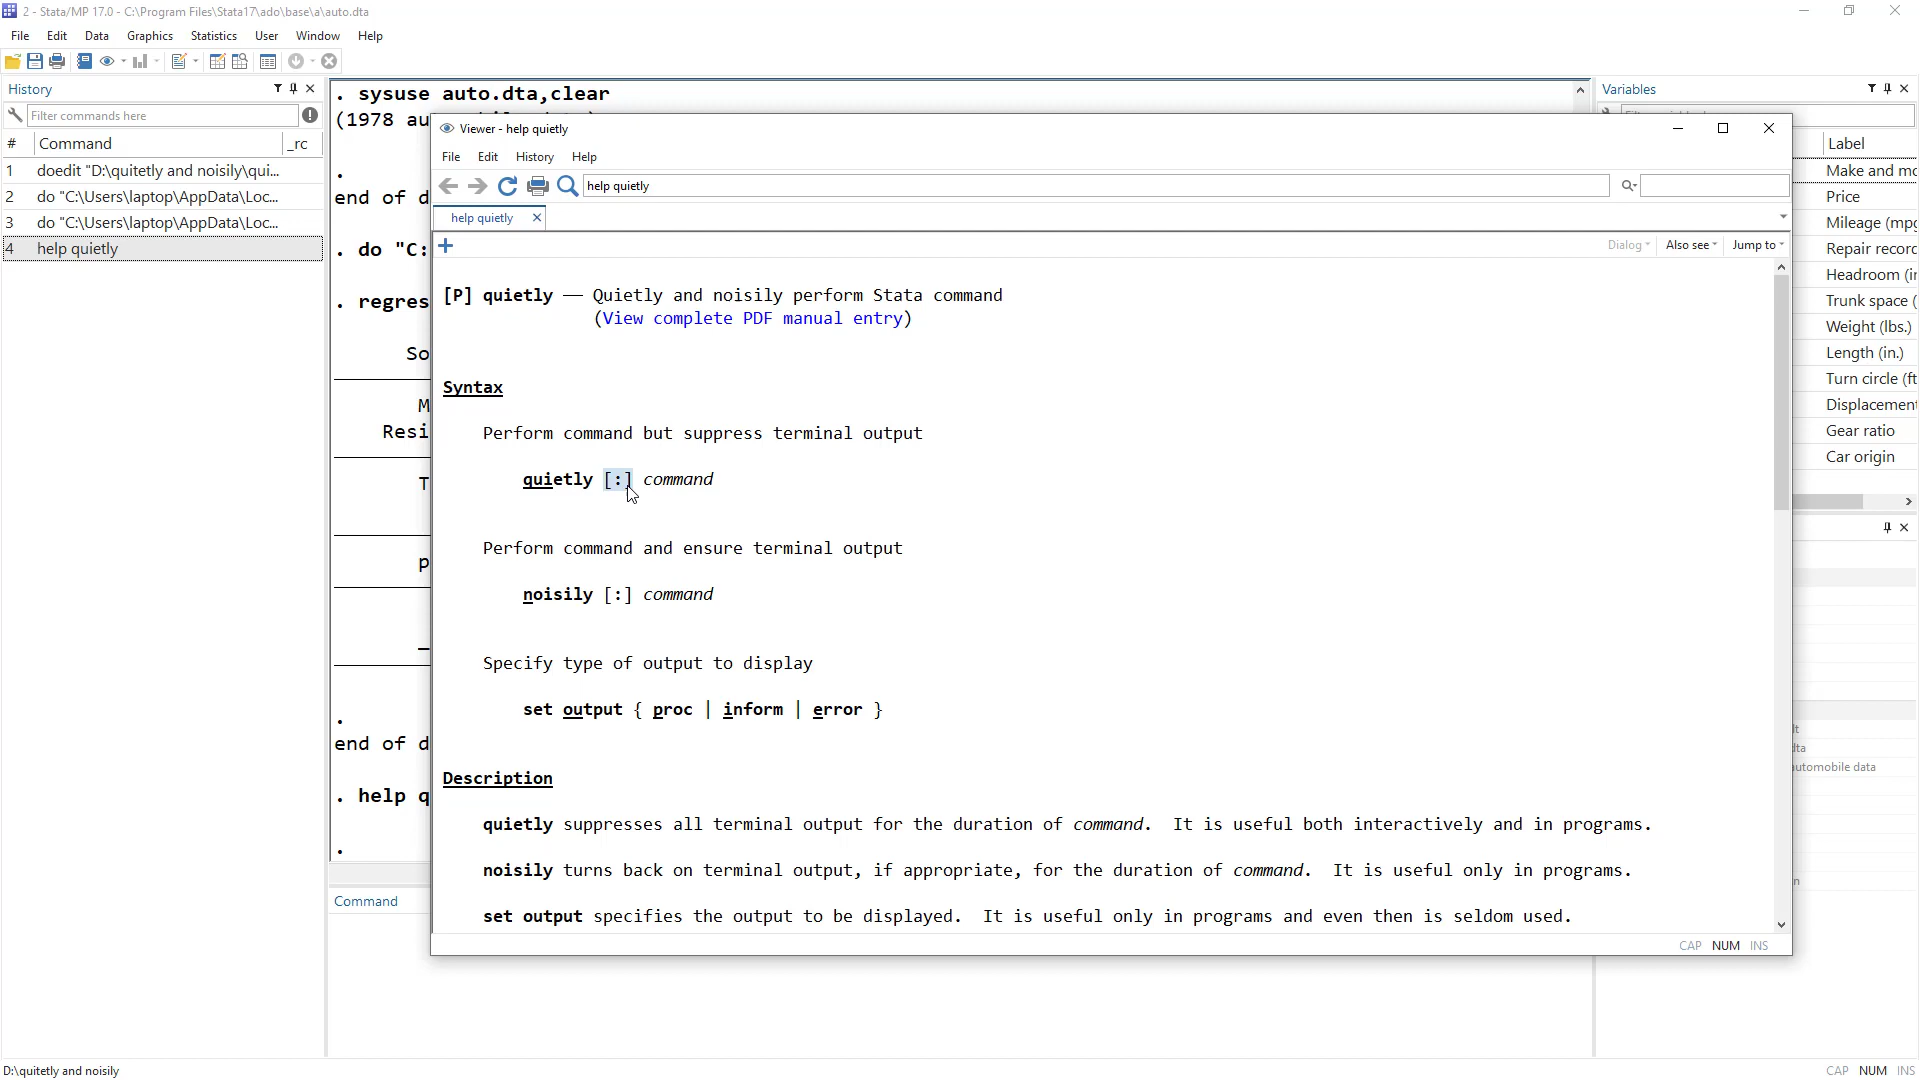 2 - Stata/MP 17.0 - C:\Program Files\Stata17\ado\base\a\auto.dta
File Edit Data Graphics Statistics User Window Help
History
Filter commands here
# Command _rc
1 doedit "D:\quitetly and noisily\qui...
2 do "C:\Users\laptop\AppData\Loc...
3 do "C:\Users\laptop\AppData\Loc...
4 help quietly
. sysuse auto.dta,clear
(1978 au
.
end of d
. do "C:
. regres
So
M
Resi
T
p
.
end of d
. help q
.
Command
Viewer - help quietly
File Edit History Help
help quietly
help quietly
Dialog Also see Jump to
[P] quietly — Quietly and noisily perform Stata command
(View complete PDF manual entry)
Syntax
Perform command but suppress terminal output
quietly [:] command
Perform command and ensure terminal output
noisily [:] command
Specify type of output to display
set output { proc | inform | error }
Description
quietly suppresses all terminal output for the duration of command. It is useful both interactively and in programs.
noisily turns back on terminal output, if appropriate, for the duration of command. It is useful only in programs.
set output specifies the output to be displayed. It is useful only in programs and even then is seldom used.
CAP NUM INS
Variables
Label
Make and mo
Price
Mileage (mpg
Repair record
Headroom (in
Trunk space (
Weight (lbs.)
Length (in.)
Turn circle (ft
Displacement
Gear ratio
Car origin
lt
dta
automobile data
n
D:\quitetly and noisily
CAP NUM INS